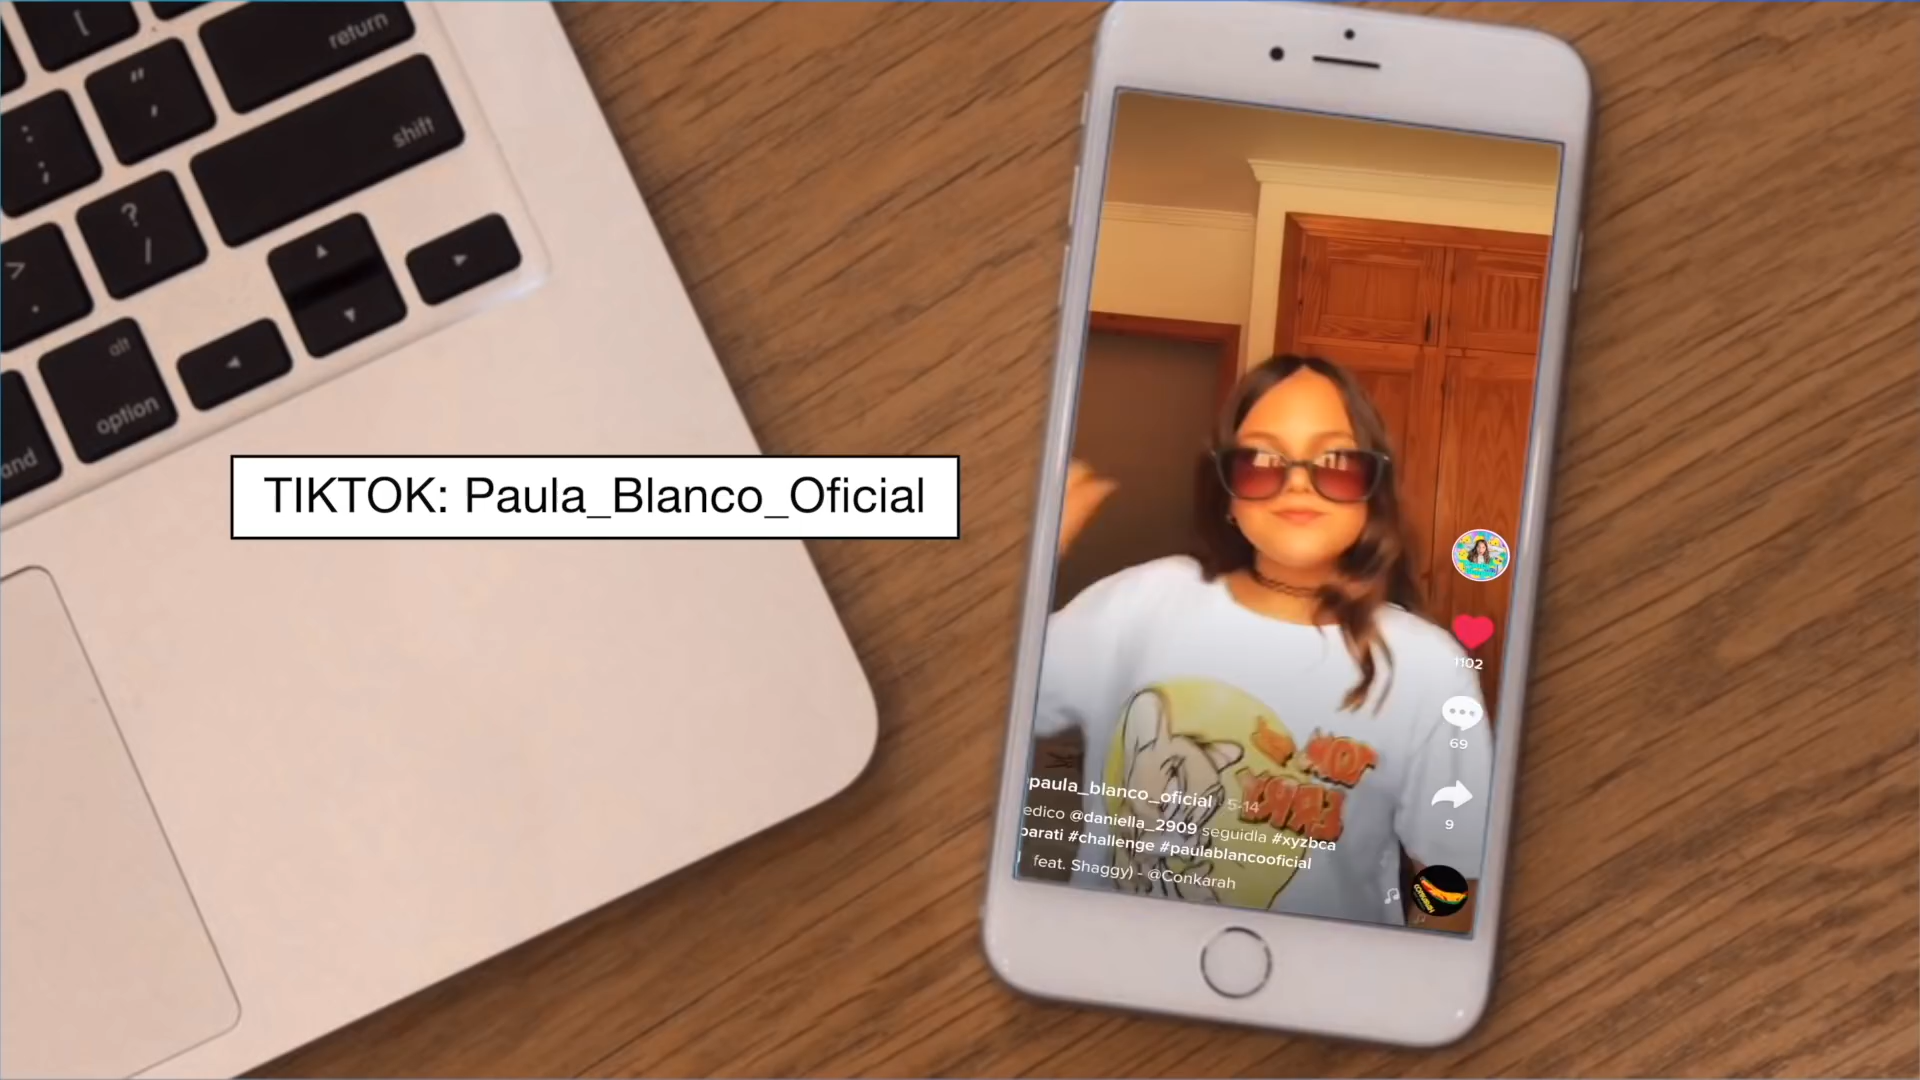 return
shift
alt
option
and
TIKTOK: Paula_Blanco_Oficial
1102
69
9
paula_blanco_oficial · 5-14
edico @daniella_2909 seguidla #xyzbca
parati #challenge #paulablancooficial
feat. Shaggy) - @Conkarah